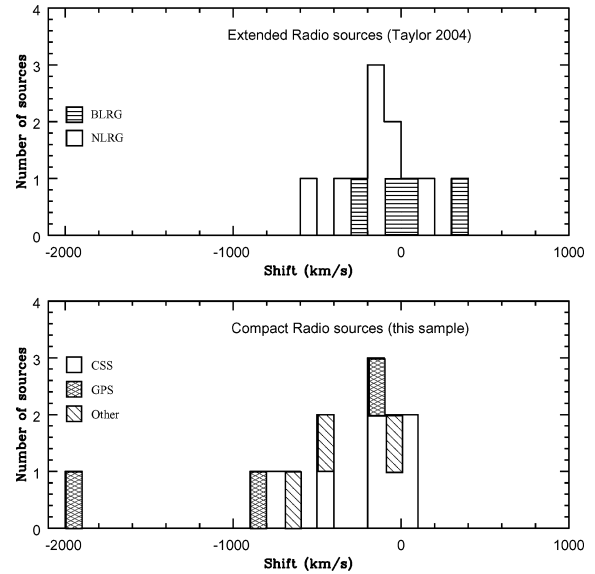 Extended Radio sources (Taylor 2004)
Number of sources
4
3
2
1
0
BLRG
NLRG
-2000
-1000
0
1000
Shift (km/s)
Compact Radio sources (this sample)
Number of sources
4
3
2
1
0
CSS
GPS
Other
-2000
-1000
0
1000
Shift (km/s)